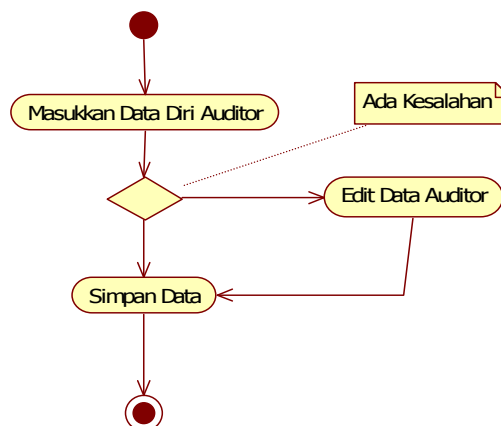 Masukkan Data Diri Auditor
Ada Kesalahan
Edit Data Auditor
Simpan Data